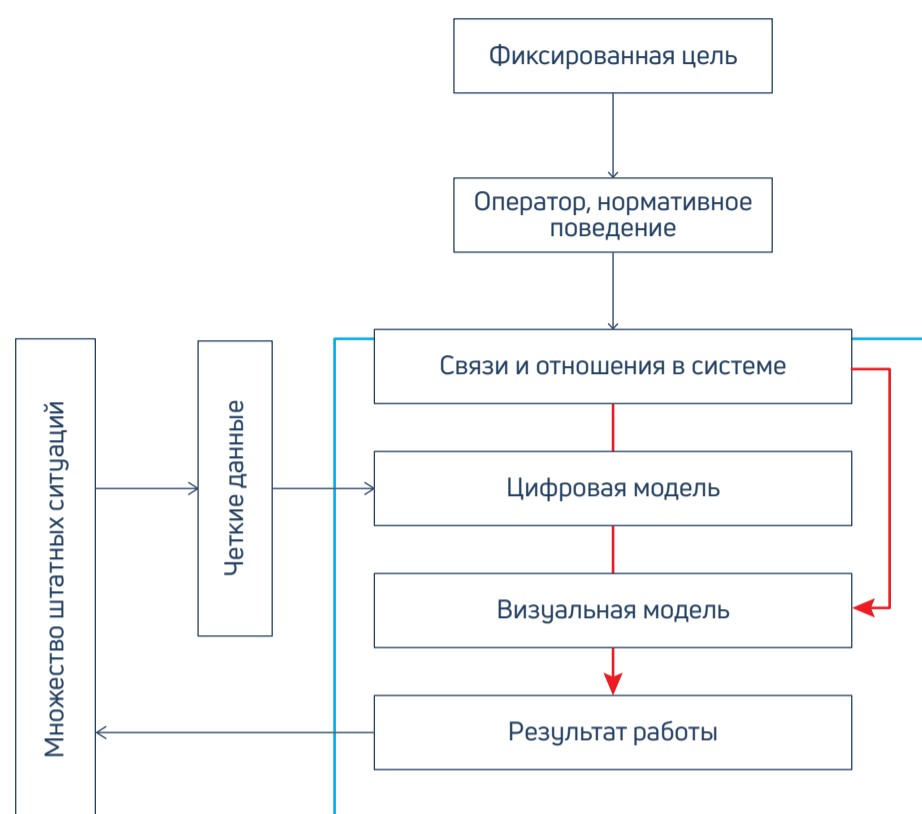 Фиксированная цель
Оператор, нормативное
поведение
Связи и отношения в системе
Множество штатных ситуаций
Четкие данные
Цифровая модель
Визуальная модель
Результат работы